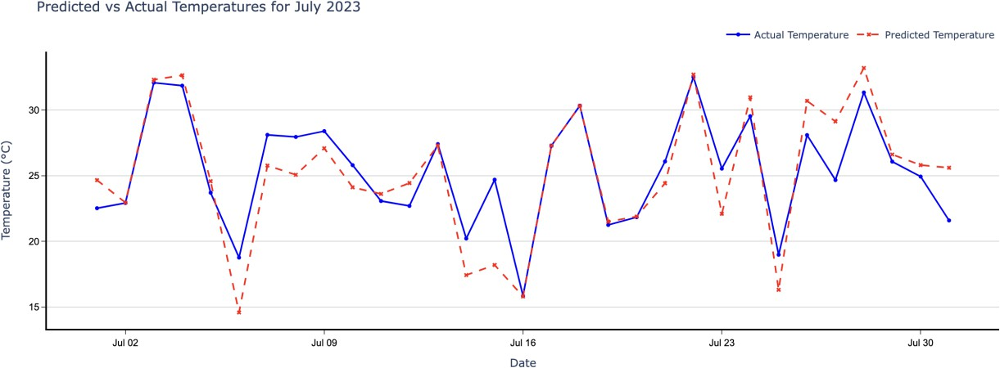 Predicted vs Actual Temperatures for July 2023
Actual Temperature
Predicted Temperature
Temperature (°C)
30
25
20
15
Jul 02
Jul 09
Jul 16
Jul 23
Jul 30
Date